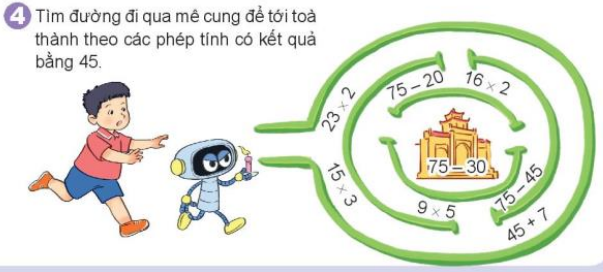 4 Tìm đường đi qua mê cung để tới toà
thành theo các phép tính có kết quả
bằng 45.
23 × 2
75 – 20
16 × 2
75 – 30
15 × 3
9 × 5
75 – 45
45 + 7